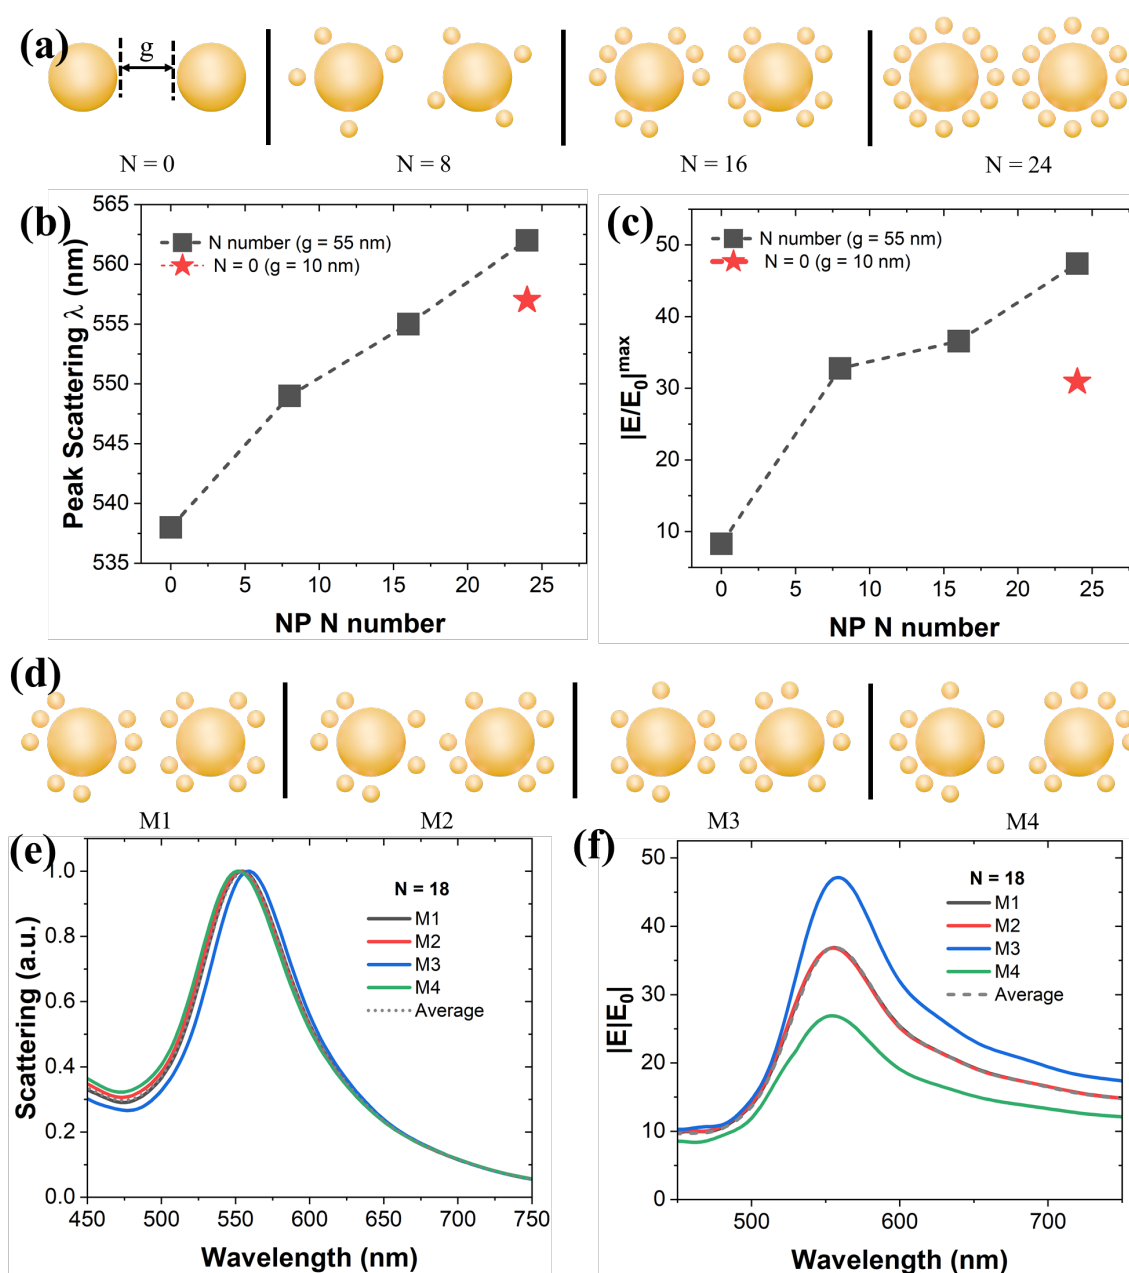 (a)
g
N = 0
N = 8
N = 16
N = 24
(b)
565
560
555
550
545
540
535
Peak Scattering λ (nm)
N number (g = 55 nm)
N = 0 (g = 10 nm)
0 5 10 15 20 25
NP N number
(c)
50
40
30
20
10
|E/E₀|ᵐᵃˣ
N number (g = 55 nm)
N = 0 (g = 10 nm)
0 5 10 15 20 25
NP N number
(d)
M1
M2
M3
M4
(e)
1.0
0.8
0.6
0.4
0.2
0.0
Scattering (a.u.)
N = 18
M1
M2
M3
M4
Average
450 500 550 600 650 700 750
Wavelength (nm)
(f)
50
40
30
20
10
0
|E|E₀|
N = 18
M1
M2
M3
M4
Average
500 600 700
Wavelength (nm)